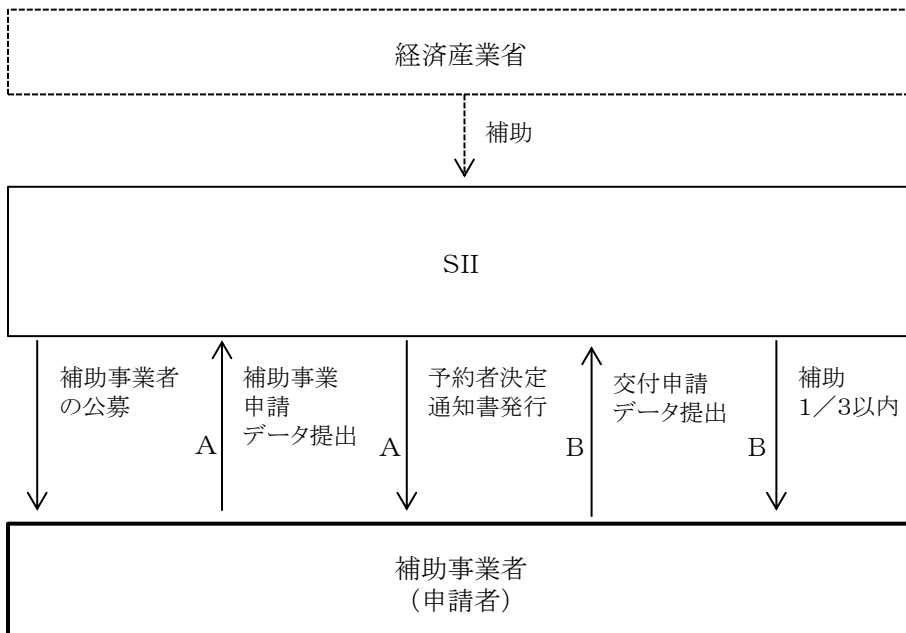 経済産業省
補助
SII
補助事業者
の公募
A
補助事業
申請
データ提出
A
予約者決定
通知書発行
B
交付申請
データ提出
B
補助
1／3以内
補助事業者
（申請者）